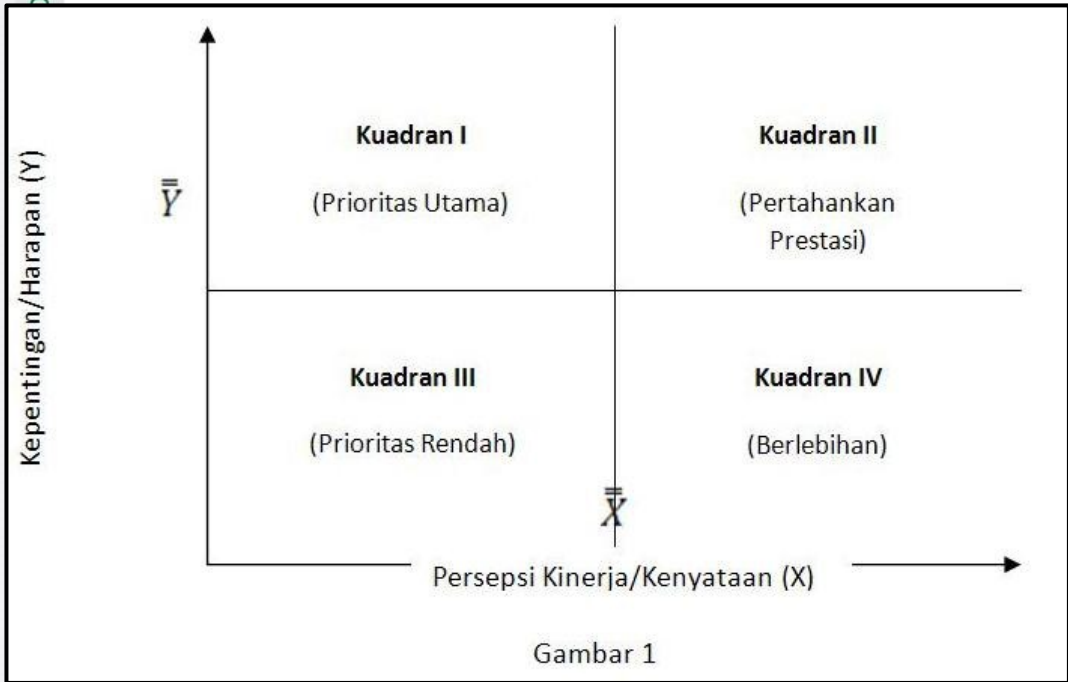 Kepentingan/Harapan (Y)
Y̿
Kuadran I
(Prioritas Utama)
Kuadran II
(Pertahankan
Prestasi)
Kuadran III
(Prioritas Rendah)
Kuadran IV
(Berlebihan)
X̿
Persepsi Kinerja/Kenyataan (X)
Gambar 1